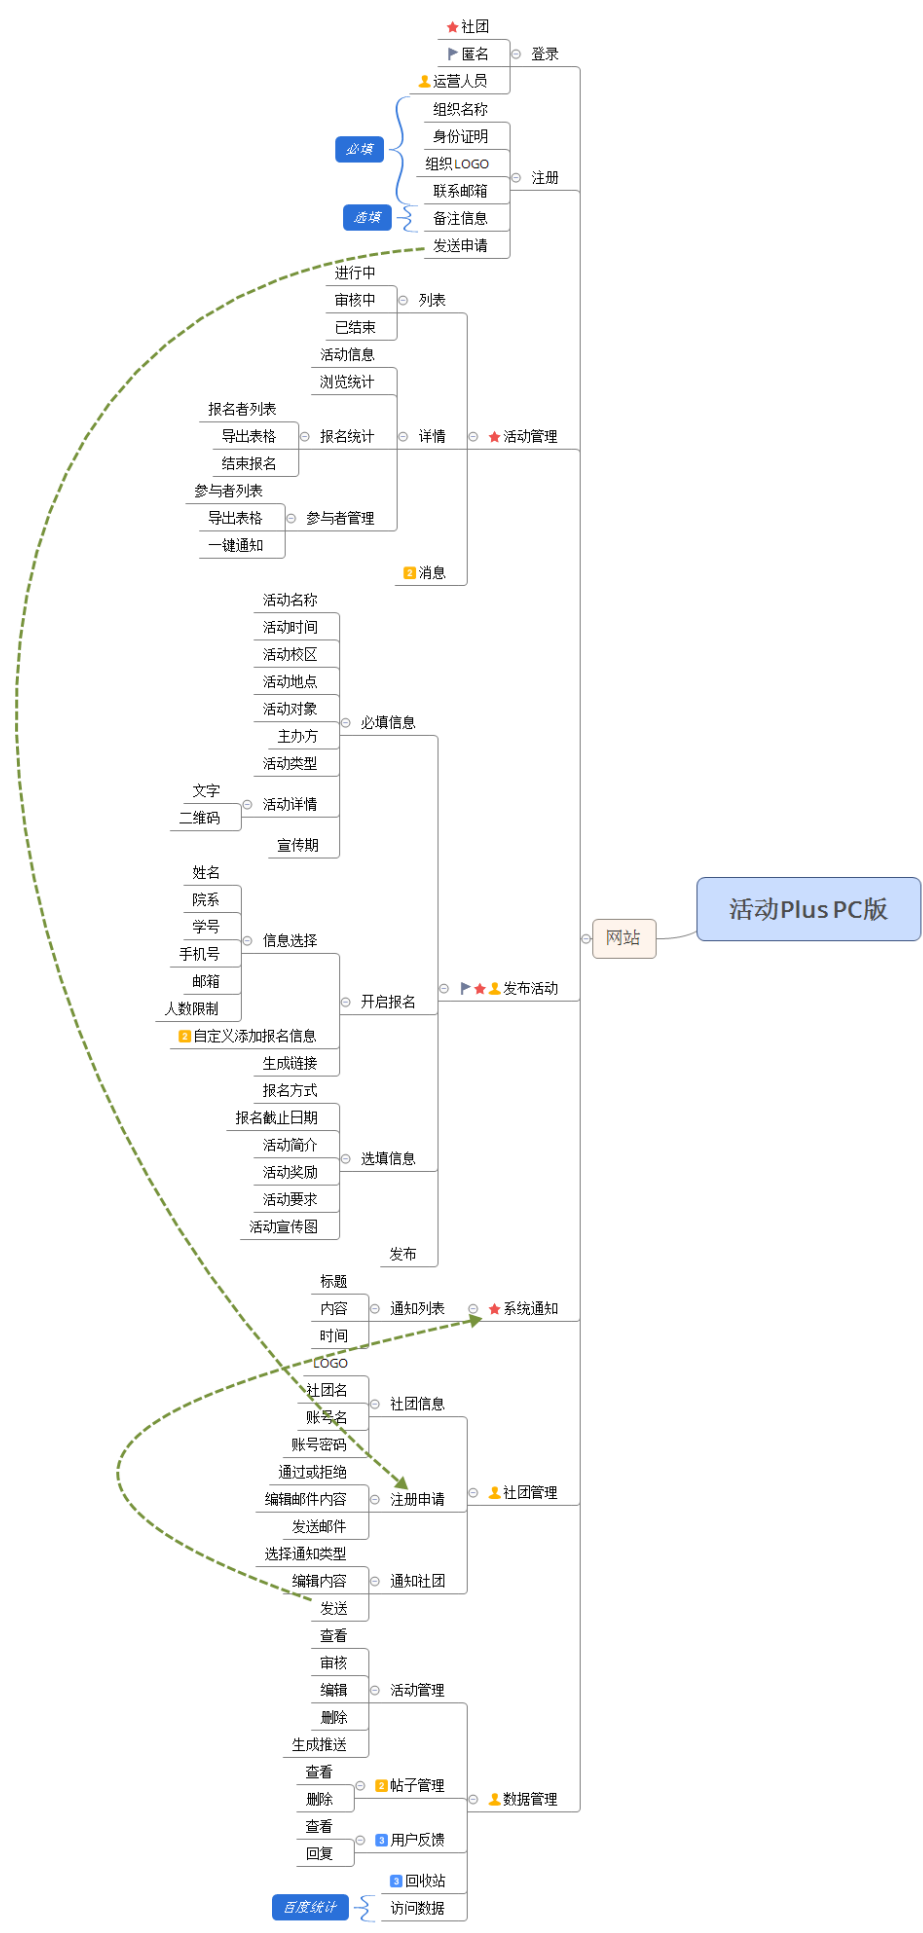 社团
匿名
登录
运营人员
组织名称
身份证明
必填
组织LOGO
注册
联系邮箱
选填
备注信息
发送申请
进行中
审核中
列表
已结束
活动信息
浏览统计
报名者列表
导出表格
报名统计
详情
活动管理
结束报名
参与者列表
导出表格
参与者管理
一键通知
2
消息
活动名称
活动时间
活动校区
活动地点
活动对象
必填信息
主办方
活动类型
文字
活动详情
二维码
宣传期
姓名
院系
学号
信息选择
手机号
邮箱
人数限制
活动Plus PC版
网站
发布活动
开启报名
2
自定义添加报名信息
生成链接
报名方式
报名截止日期
活动简介
选填信息
活动奖励
活动要求
活动宣传图
发布
标题
内容
通知列表
系统通知
时间
LOGO
社团名
社团信息
账号名
账号密码
通过或拒绝
编辑邮件内容
注册申请
社团管理
发送邮件
选择通知类型
编辑内容
通知社团
发送
查看
审核
编辑
活动管理
删除
生成推送
查看
2
帖子管理
删除
数据管理
查看
3
用户反馈
回复
3
回收站
百度统计
访问数据